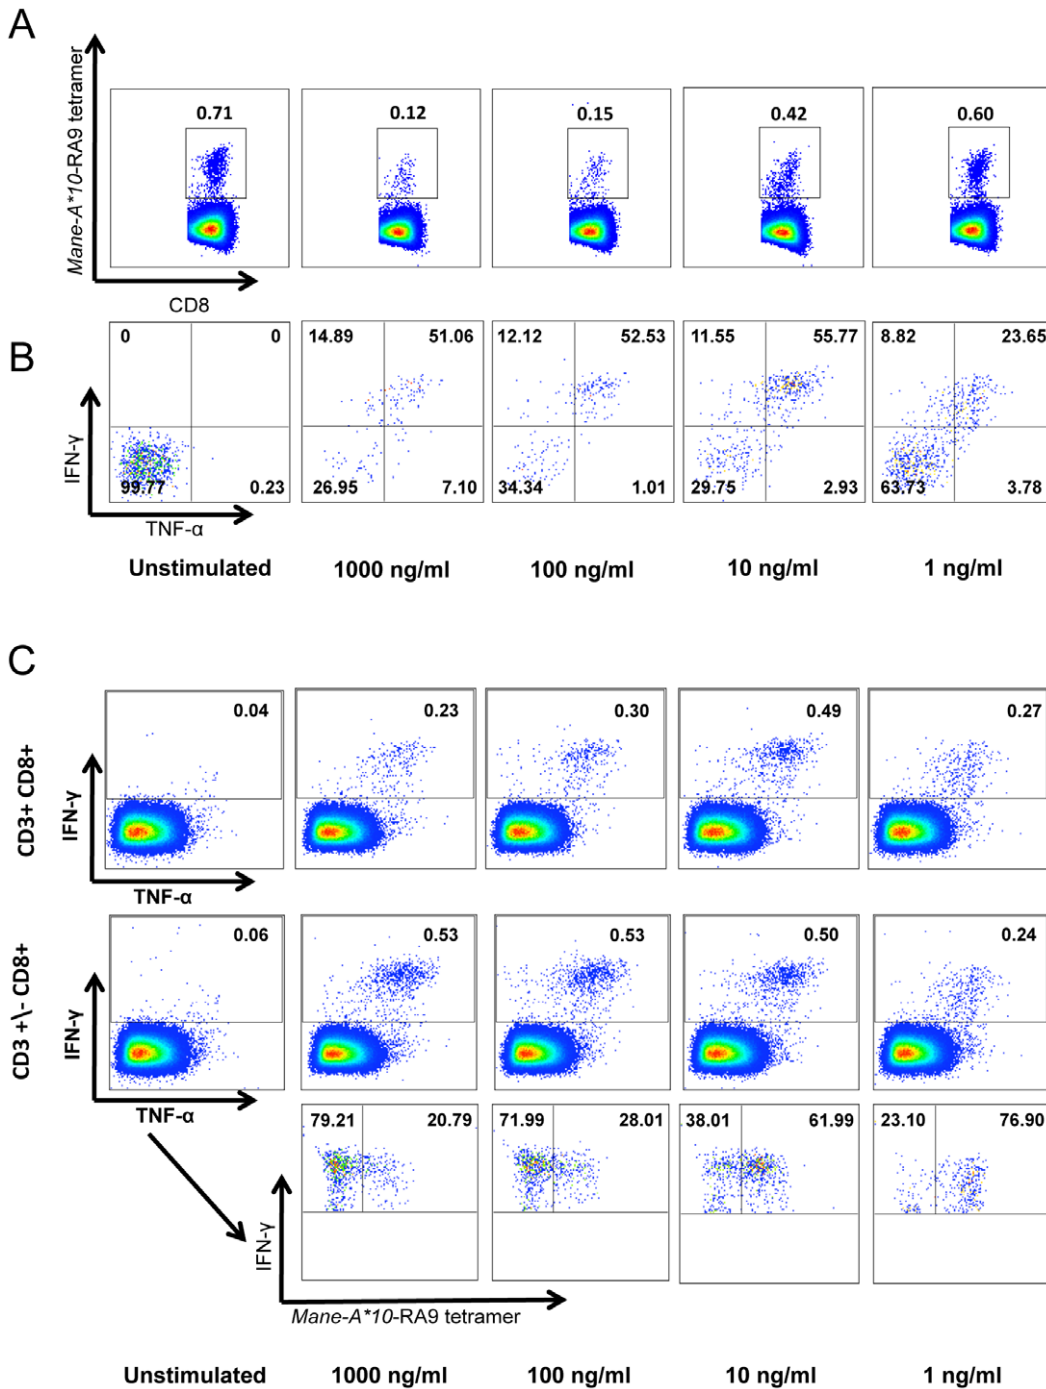 A
Mane-A*10-RA9 tetramer
0.71
0.12
0.15
0.42
0.60
CD8
B
IFN-γ
0 0
99.77 0.23
14.89 51.06
26.95 7.10
12.12 52.53
34.34 1.01
11.55 55.77
29.75 2.93
8.82 23.65
63.73 3.78
TNF-α
Unstimulated 1000 ng/ml 100 ng/ml 10 ng/ml 1 ng/ml
C
CD3+ CD8+
IFN-γ
0.04
0.23
0.30
0.49
0.27
TNF-α
CD3 +\- CD8+
IFN-γ
0.06
0.53
0.53
0.50
0.24
TNF-α
IFN-γ
79.21 20.79
71.99 28.01
38.01 61.99
23.10 76.90
Mane-A*10-RA9 tetramer
Unstimulated 1000 ng/ml 100 ng/ml 10 ng/ml 1 ng/ml